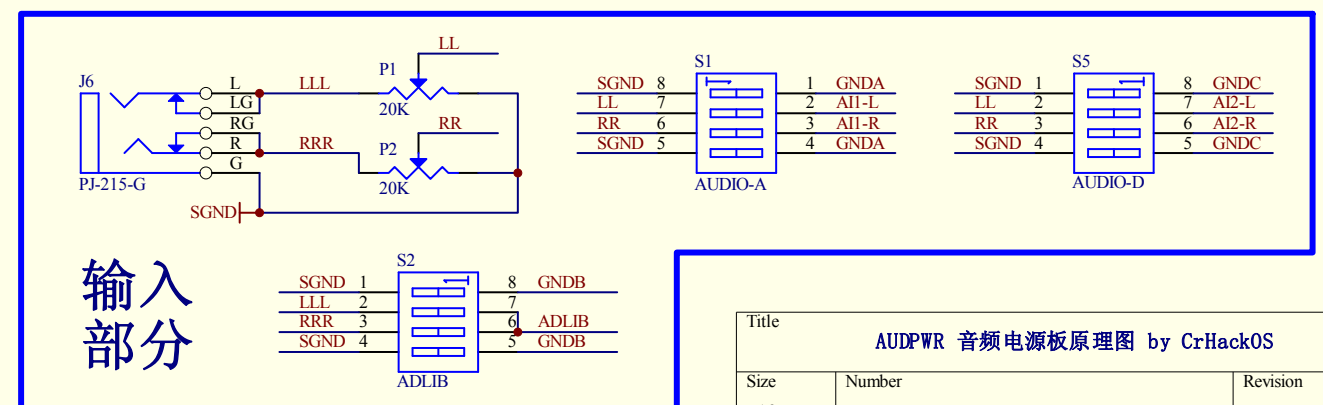 J6
L
LG
RG
R
G
PJ-215-G
LLL
RRR
SGND
P1
20K
LL
P2
20K
RR
S1
SGND 8 1 GNDA
LL 7 2 AI1-L
RR 6 3 AI1-R
SGND 5 4 GNDA
AUDIO-A
S5
SGND 1 8 GNDC
LL 2 7 AI2-L
RR 3 6 AI2-R
SGND 4 5 GNDC
AUDIO-D
输入
部分
S2
SGND 1 8 GNDB
LLL 2 7
RRR 3 6 ADLIB
SGND 4 5 GNDB
ADLIB
Title
AUDPWR 音频电源板原理图 by CrHackOS
Size Number Revision